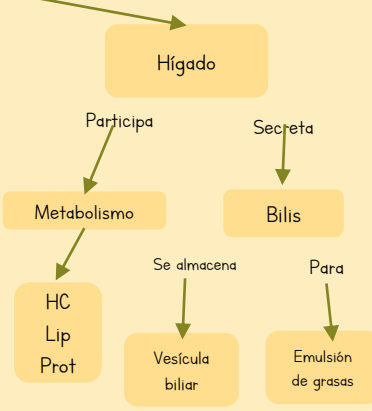 Hígado
Participa
Secreta
Metabolismo
Bilis
Se almacena
Para
HC
Lip
Prot
Vesícula
biliar
Emulsión
de grasas